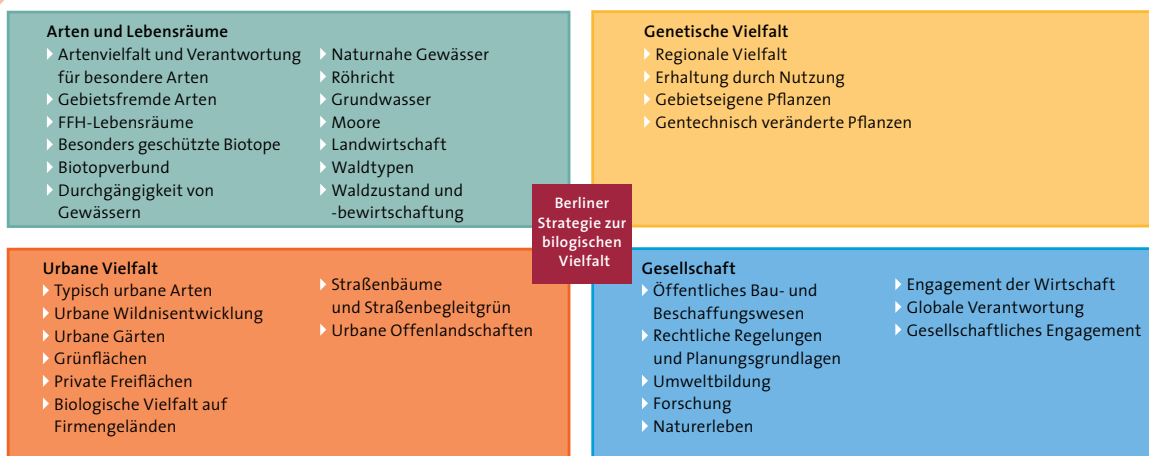 Arten und Lebensräume
Artenvielfalt und Verantwortung
für besondere Arten
Gebietsfremde Arten
FFH-Lebensräume
Besonders geschützte Biotope
Biotopverbund
Durchgängigkeit von
Gewässern
Naturnahe Gewässer
Röhricht
Grundwasser
Moore
Landwirtschaft
Waldtypen
Waldzustand und
-bewirtschaftung
Genetische Vielfalt
Regionale Vielfalt
Erhaltung durch Nutzung
Gebietseigene Pflanzen
Gentechnisch veränderte Pflanzen
Berliner
Strategie zur
bilogischen
Vielfalt
Urbane Vielfalt
Typisch urbane Arten
Urbane Wildnisentwicklung
Urbane Gärten
Grünflächen
Private Freiflächen
Biologische Vielfalt auf
Firmengeländen
Straßenbäume
und Straßenbegleitgrün
Urbane Offenlandschaften
Gesellschaft
Öffentliches Bau- und
Beschaffungswesen
Rechtliche Regelungen
und Planungsgrundlagen
Umweltbildung
Forschung
Naturerleben
Engagement der Wirtschaft
Globale Verantwortung
Gesellschaftliches Engagement